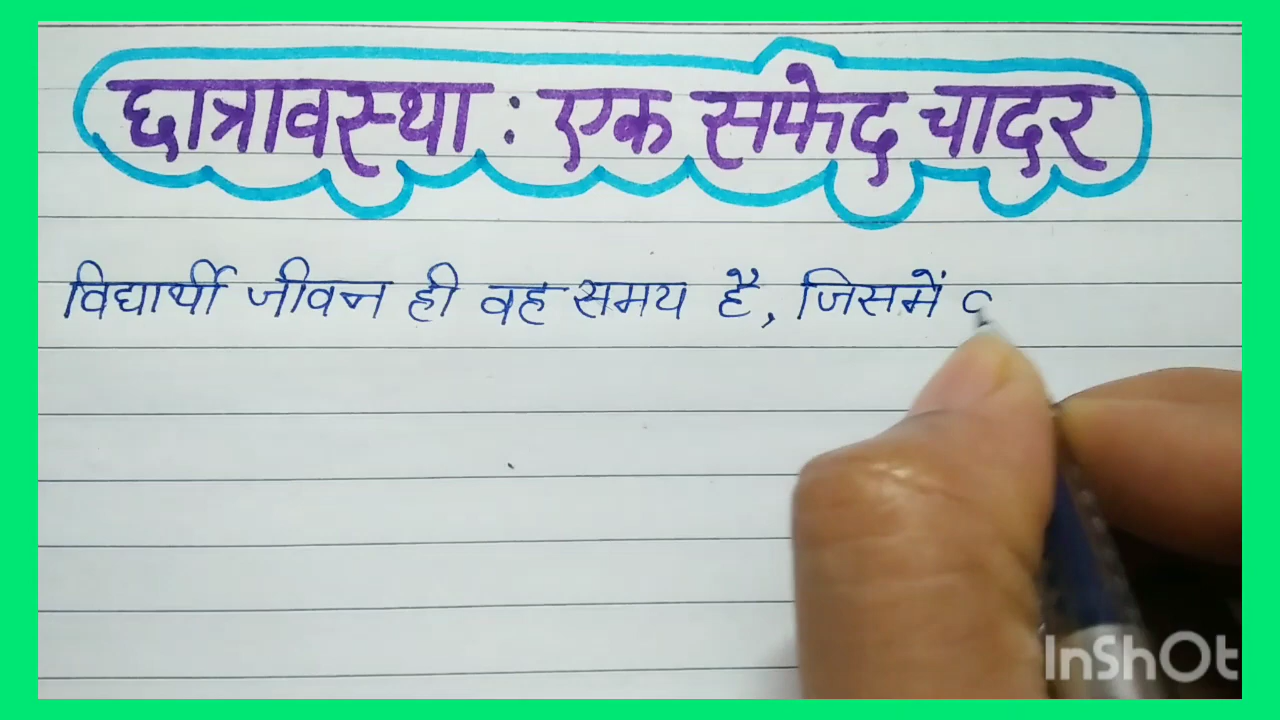 छात्रावस्था : एक सफेद चादर
विद्यार्थी जीवन ही वह समय है, जिसमें
InShOt